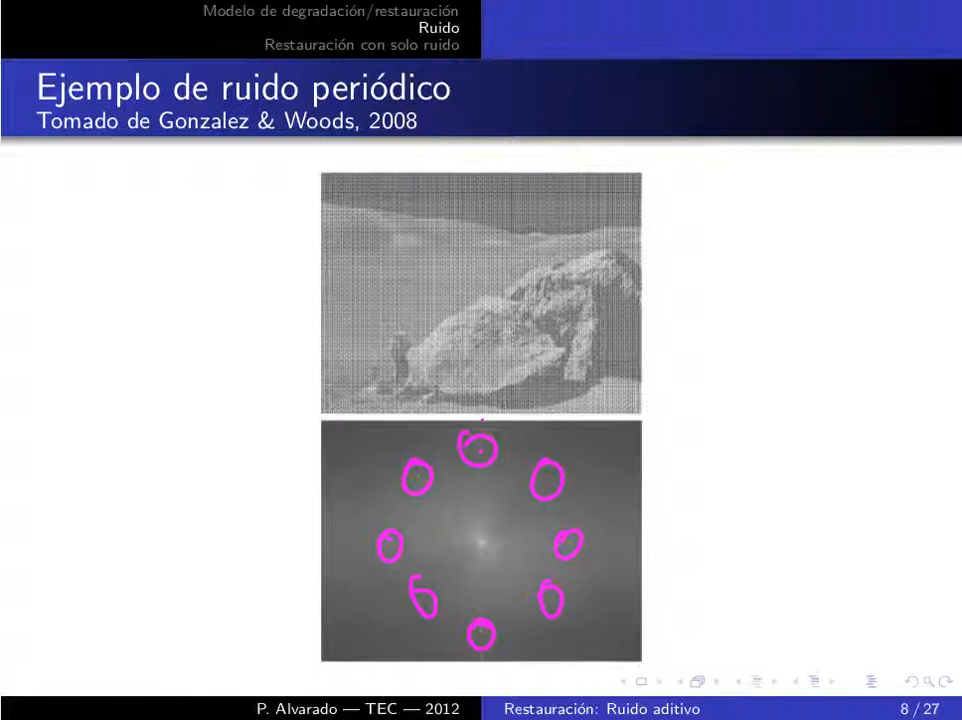 Modelo de degradación/restauración
Ruido
Restauración con solo ruido
Ejemplo de ruido periódico
Tomado de Gonzalez & Woods, 2008
P. Alvarado — TEC — 2012
Restauración: Ruido aditivo
8 / 27